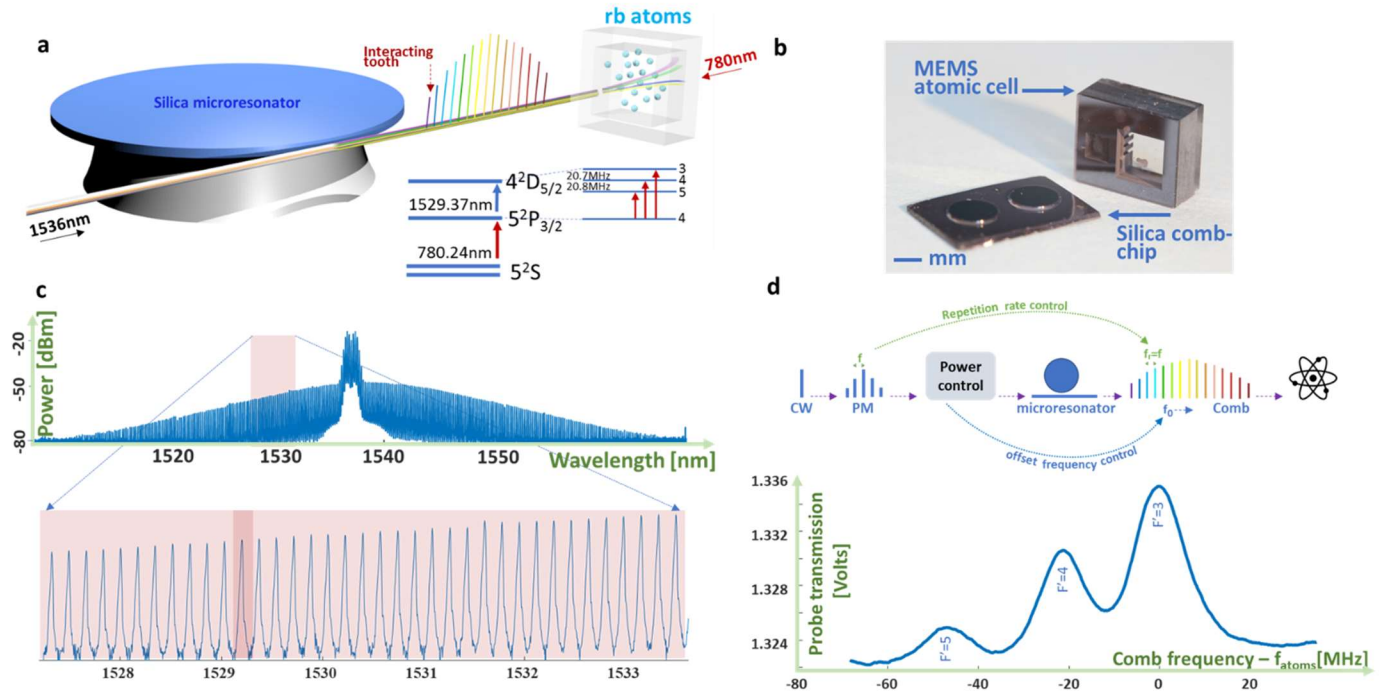 a
Silica microresonator
Interacting
tooth
rb atoms
780nm
1536nm
4²D5/2
1529.37nm
5²P3/2
780.24nm
5²S
20.7MHz
20.8MHz
3
4
5
4
b
MEMS
atomic cell
Silica comb-
chip
mm
c
Power [dBm]
-20
-50
-80
1520
1530
1540
1550
Wavelength [nm]
1528
1529
1530
1531
1532
1533
d
Repetition rate control
f
fr=f
CW
PM
Power
control
microresonator
f0
Comb
offset frequency control
Probe transmission
[Volts]
1.336
1.332
1.328
1.324
F'=5
F'=4
F'=3
Comb frequency – fatoms[MHz]
-80
-60
-40
-20
0
20